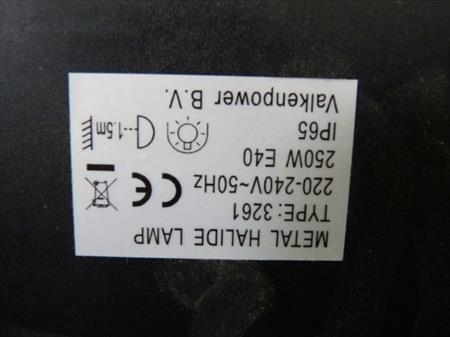 METAL HALIDE LAMP
TYPE: 3261
220-240V~50Hz
250W E40
IP65
Valkenpower B.V.
CE
1.5m